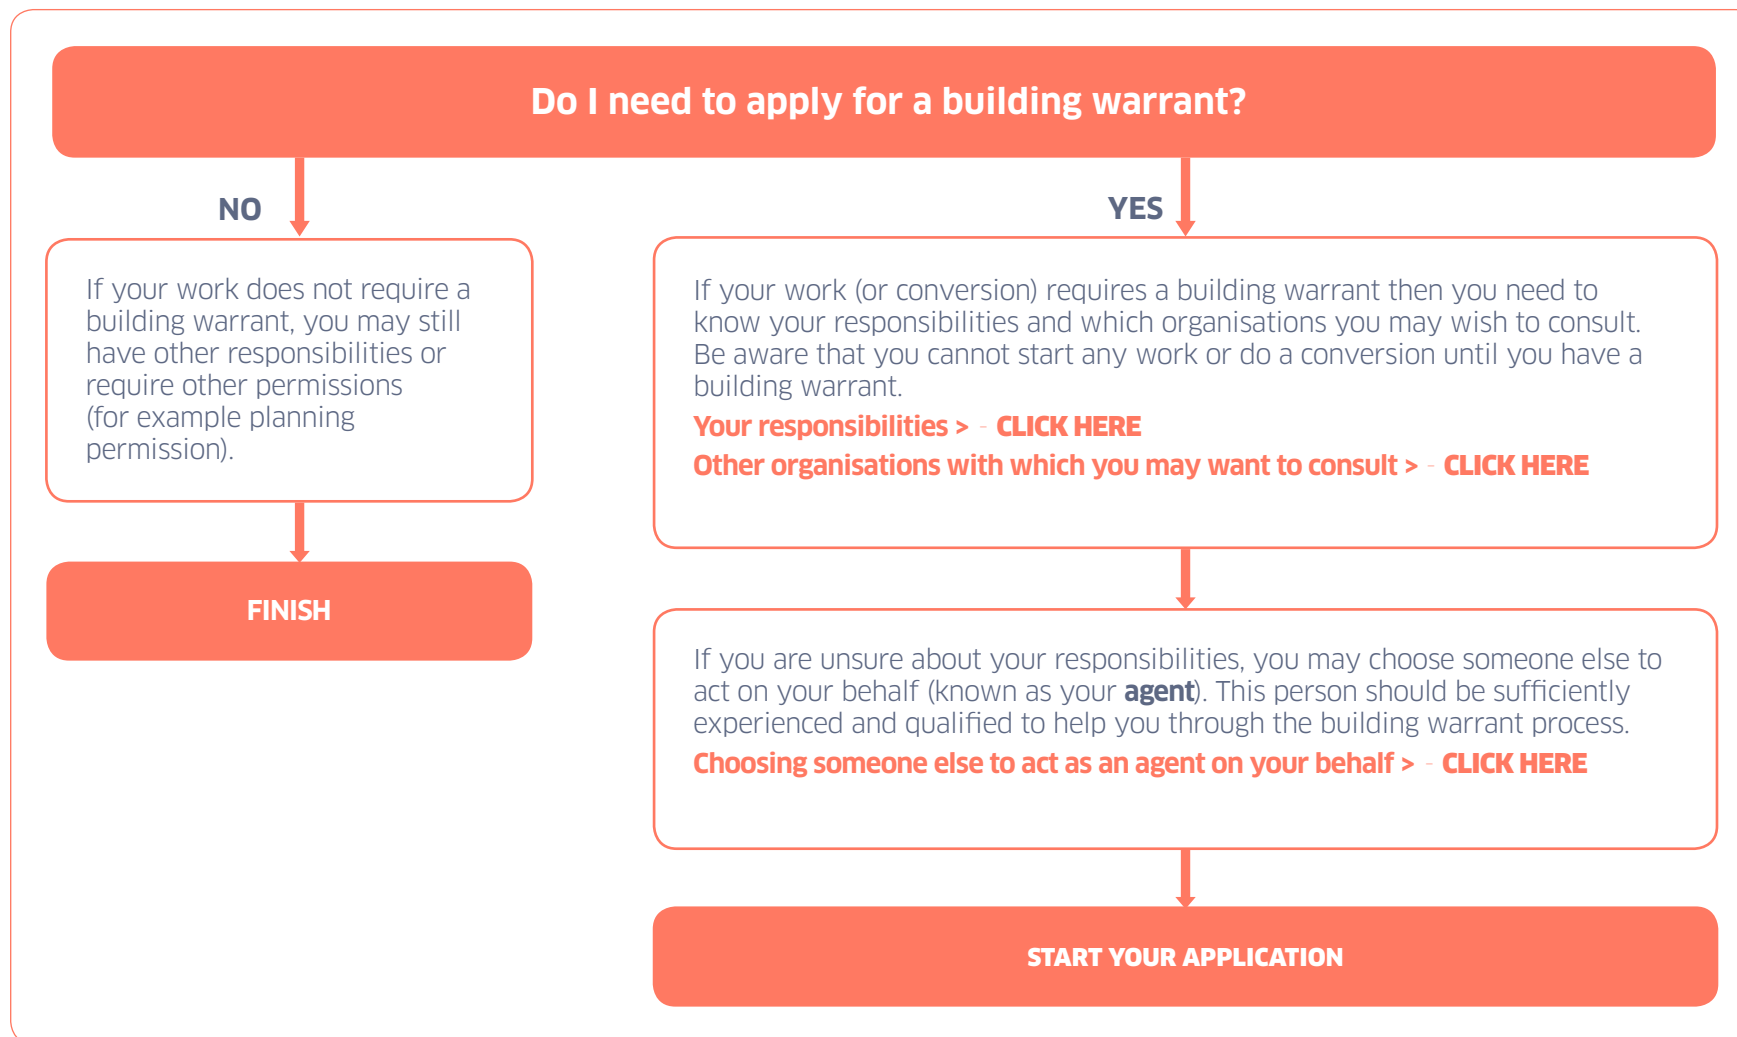 Do I need to apply for a building warrant?
NO
If your work does not require a
building warrant, you may still
have other responsibilities or
require other permissions
(for example planning
permission).
FINISH
YES
If your work (or conversion) requires a building warrant then you need to
know your responsibilities and which organisations you may wish to consult.
Be aware that you cannot start any work or do a conversion until you have a
building warrant.
Your responsibilities > - CLICK HERE
Other organisations with which you may want to consult > - CLICK HERE
If you are unsure about your responsibilities, you may choose someone else to
act on your behalf (known as your agent). This person should be sufficiently
experienced and qualified to help you through the building warrant process.
Choosing someone else to act as an agent on your behalf > - CLICK HERE
START YOUR APPLICATION